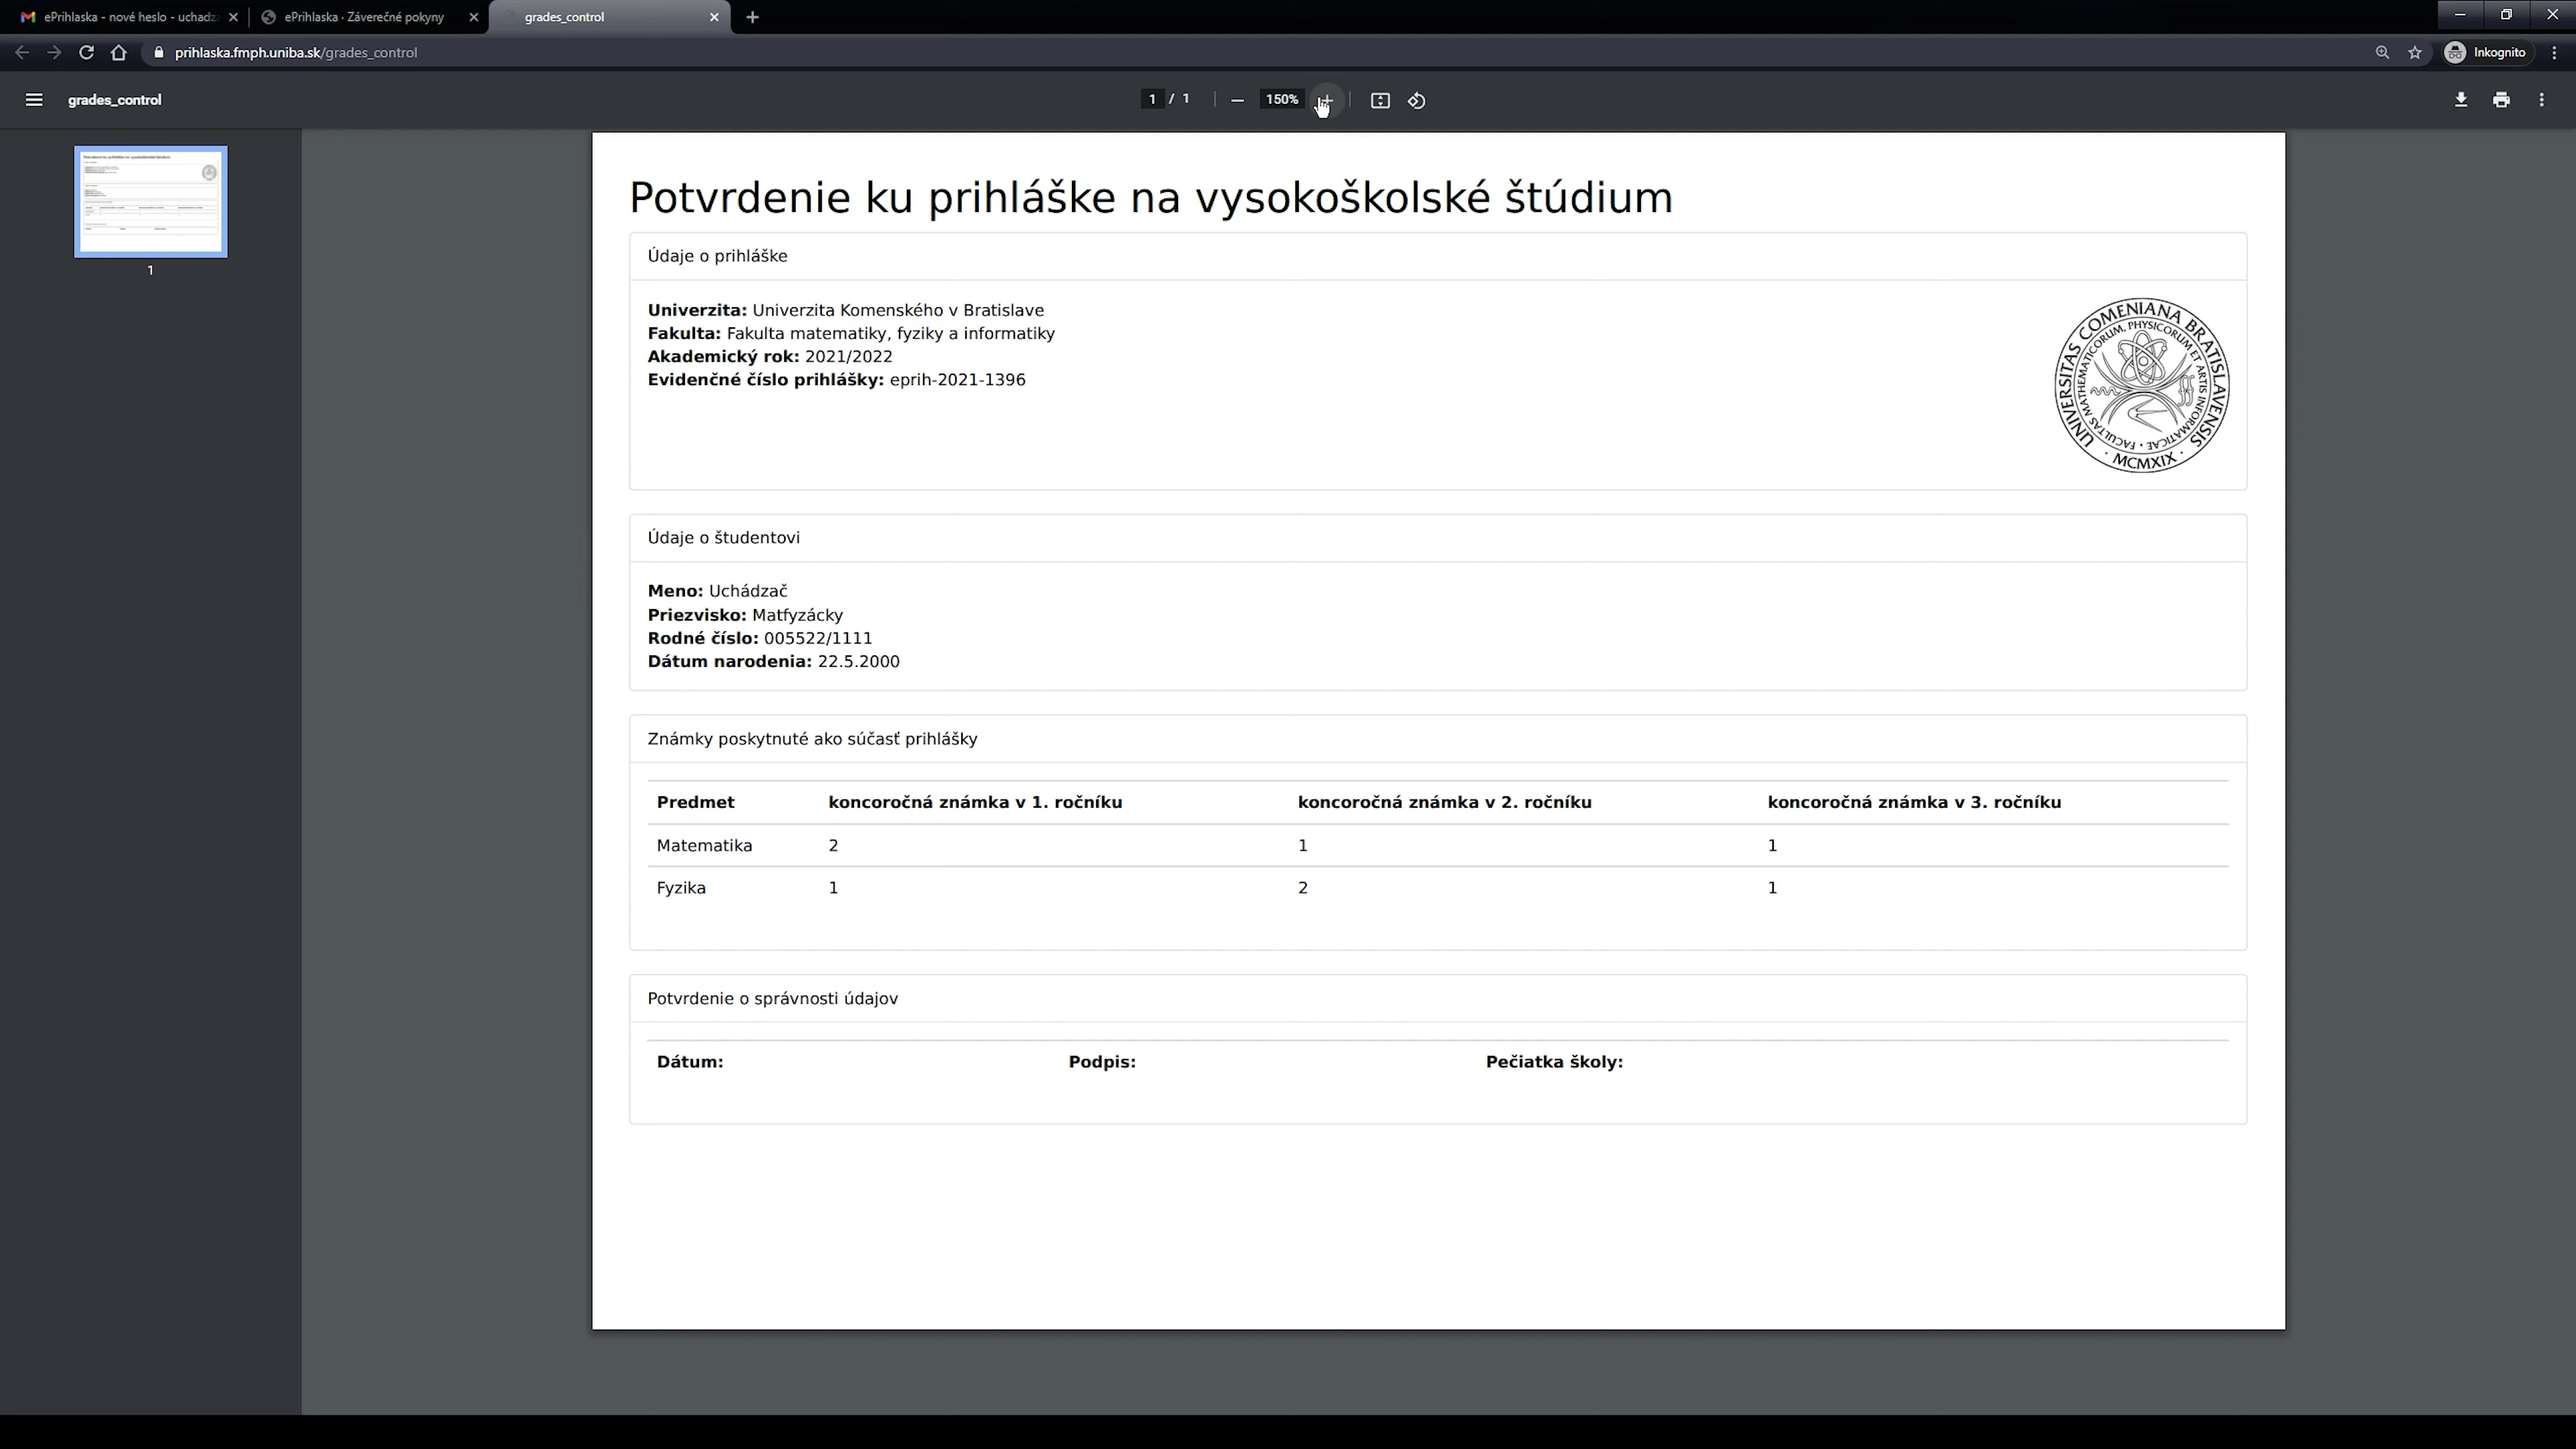 ePrihlaska - nové heslo - uchadz
ePrihlaska · Záverečné pokyny
grades_control
prihlaska.fmph.uniba.sk/grades_control
Inkognito
grades_control
1 / 1
150%
1
Potvrdenie ku prihláške na vysokoškolské štúdium
Údaje o prihláške
Univerzita: Univerzita Komenského v Bratislave
Fakulta: Fakulta matematiky, fyziky a informatiky
Akademický rok: 2021/2022
Evidenčné číslo prihlášky: eprih-2021-1396
UNIVERSITAS COMENIANA BRATISLAVENSIS
FACULTAS MATHEMATICORUM, PHYSICORUM ET ARTIS INFORMATICAE
MCMXIX
Údaje o študentovi
Meno: Uchádzač
Priezvisko: Matfyzácky
Rodné číslo: 005522/1111
Dátum narodenia: 22.5.2000
Známky poskytnuté ako súčasť prihlášky
Predmet koncoročná známka v 1. ročníku koncoročná známka v 2. ročníku koncoročná známka v 3. ročníku
Matematika 2 1 1
Fyzika 1 2 1
Potvrdenie o správnosti údajov
Dátum: Podpis: Pečiatka školy: